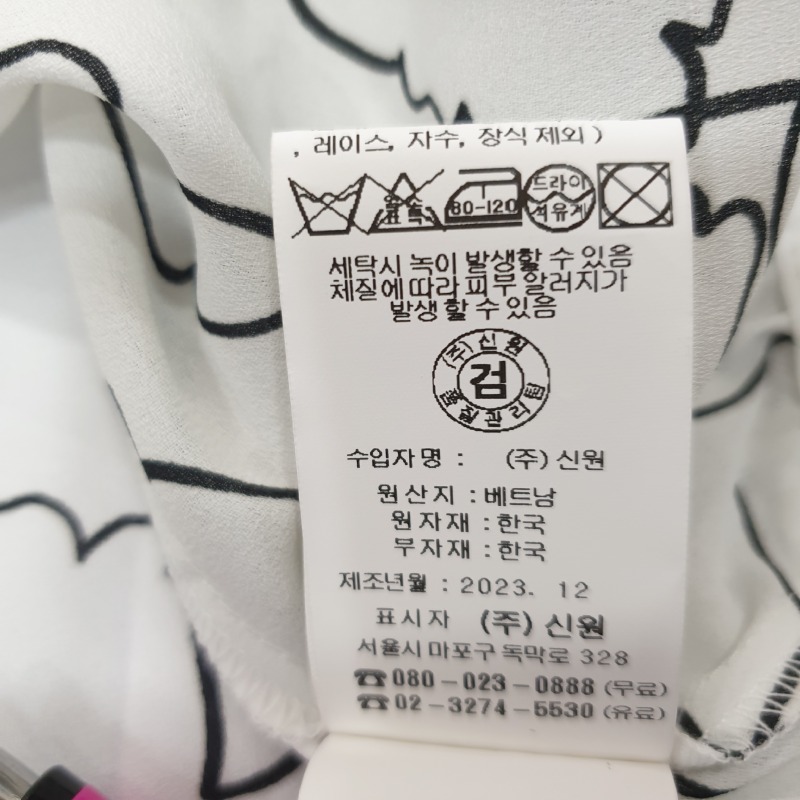 , 레이스, 자수, 장식 제외 )
염소
표백
80-120
드라이
석유계
세탁시 녹이 발생할 수 있음
체질에 따라 피부 알러지가
발생 할 수 있음
(주) 신원
검
품질관리팀
수입자명 : (주) 신원
원산지 : 베트남
원자재 : 한국
부자재 : 한국
제조년월 : 2023. 12
표시자 (주) 신원
서울시 마포구 독막로 328
☎ 080-023-0888 (무료)
☎ 02-3274-5530 (유료)